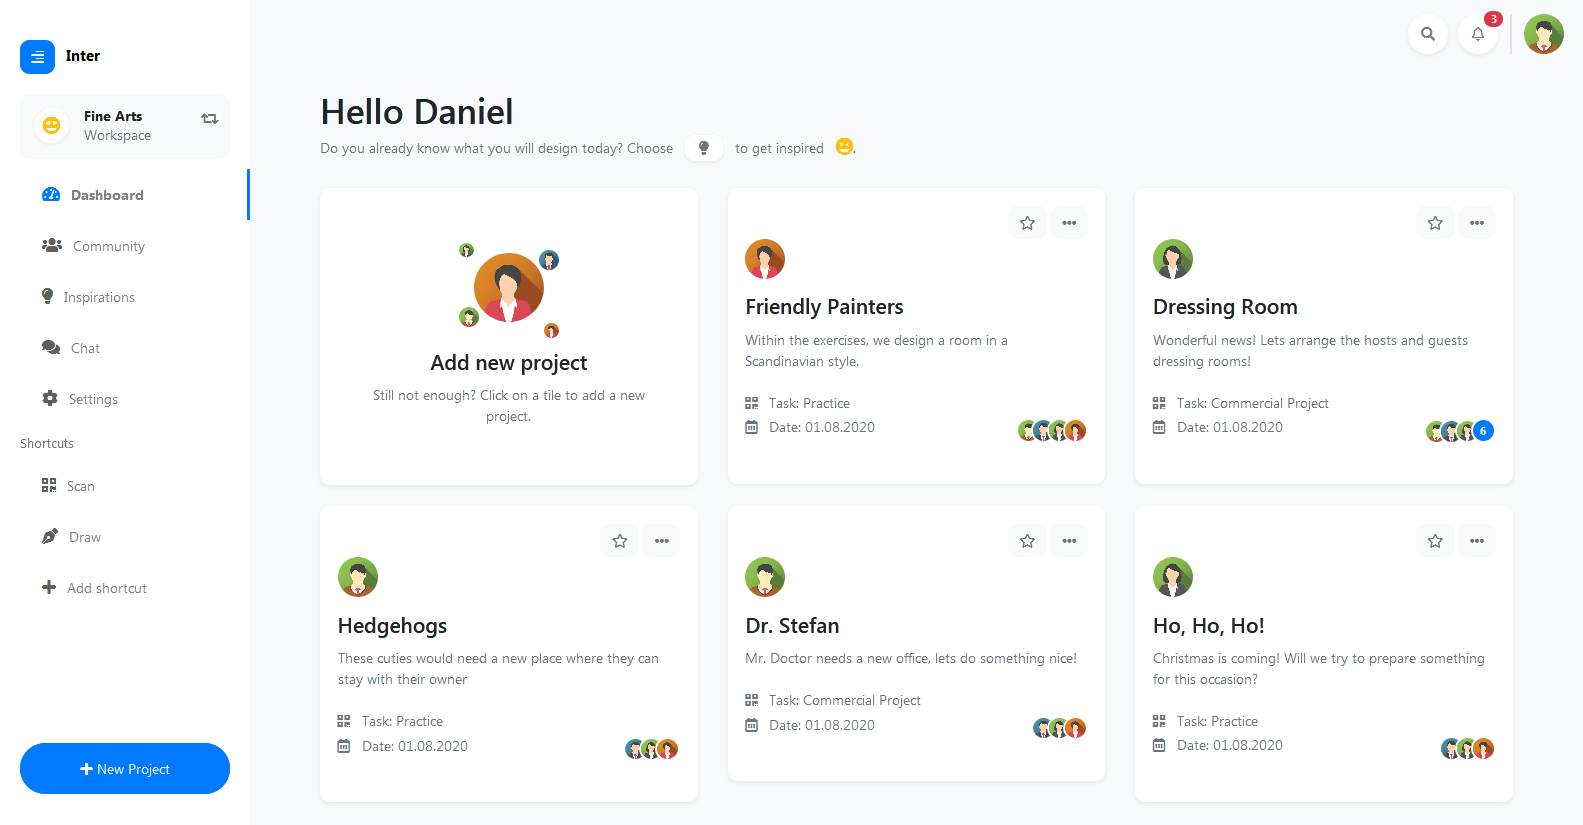 Inter
Fine Arts
Workspace
Dashboard
Community
Inspirations
Chat
Settings
Shortcuts
Scan
Draw
Add shortcut
New Project
3
Hello Daniel
Do you already know what you will design today? Choose to get inspired .
Add new project
Still not enough? Click on a tile to add a new
project.
Friendly Painters
Within the exercises, we design a room in a
Scandinavian style.
Task: Practice
Date: 01.08.2020
Dressing Room
Wonderful news! Lets arrange the hosts and guests
dressing rooms!
Task: Commercial Project
Date: 01.08.2020
6
Hedgehogs
These cuties would need a new place where they can
stay with their owner
Task: Practice
Date: 01.08.2020
Dr. Stefan
Mr. Doctor needs a new office, lets do something nice!
Task: Commercial Project
Date: 01.08.2020
Ho, Ho, Ho!
Christmas is coming! Will we try to prepare something
for this occasion?
Task: Practice
Date: 01.08.2020